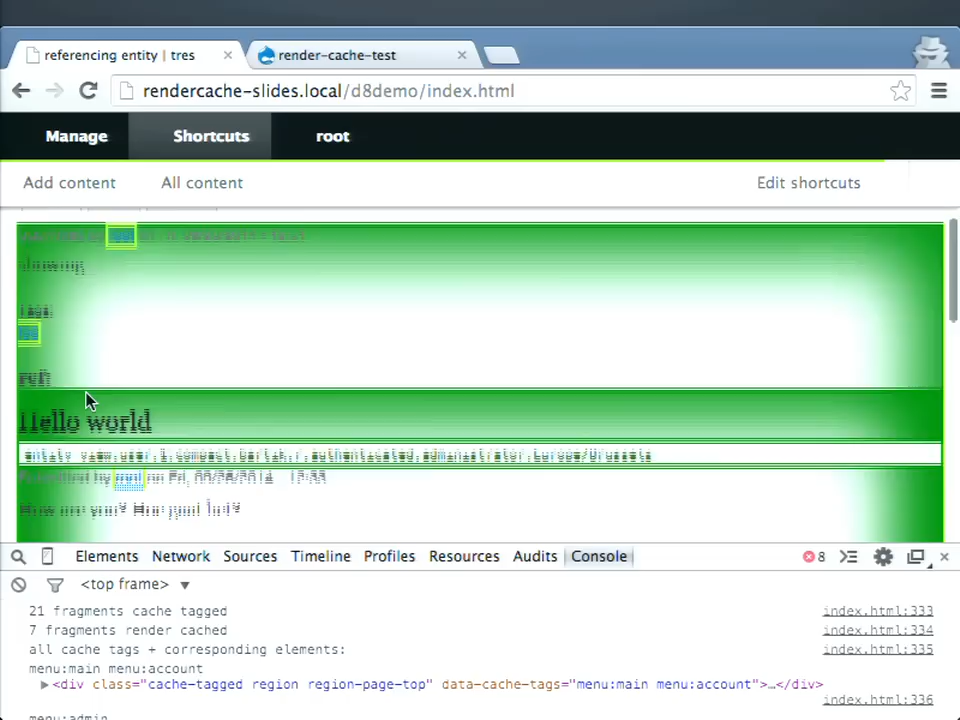 referencing entity | tres
render-cache-test
rendercache-slides.local/d8demo/index.html
Manage
Shortcuts
root
Add content
All content
Edit shortcuts
Hello world
Elements Network Sources Timeline Profiles Resources Audits Console
8
<top frame>
21 fragments cache tagged index.html:333
7 fragments render cached index.html:334
all cache tags + corresponding elements: index.html:335
menu:main menu:account
<div class="cache-tagged region region-page-top" data-cache-tags="menu:main menu:account">…</div>
index.html:336
menu:admin